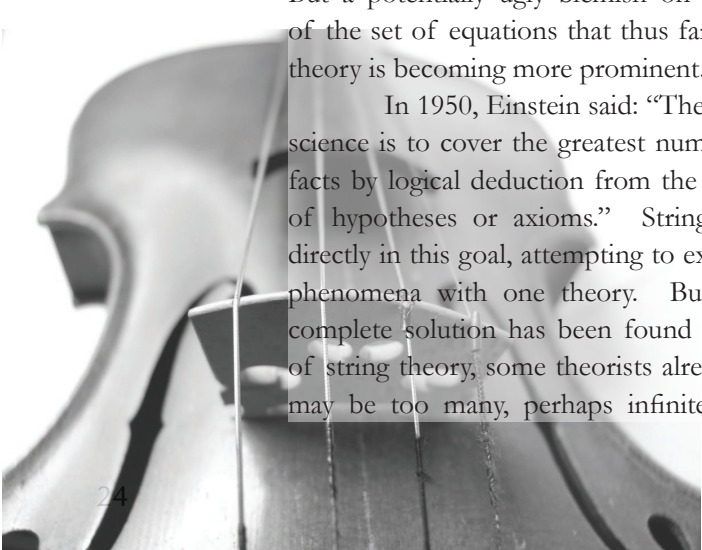 But a potentially ugly blemish on
of the set of equations that thus far
theory is becoming more prominent.
In 1950, Einstein said: “The
science is to cover the greatest num
facts by logical deduction from the
of hypotheses or axioms.” String
directly in this goal, attempting to ex
phenomena with one theory. Bu
complete solution has been found
of string theory, some theorists alre
may be too many, perhaps infinite
24